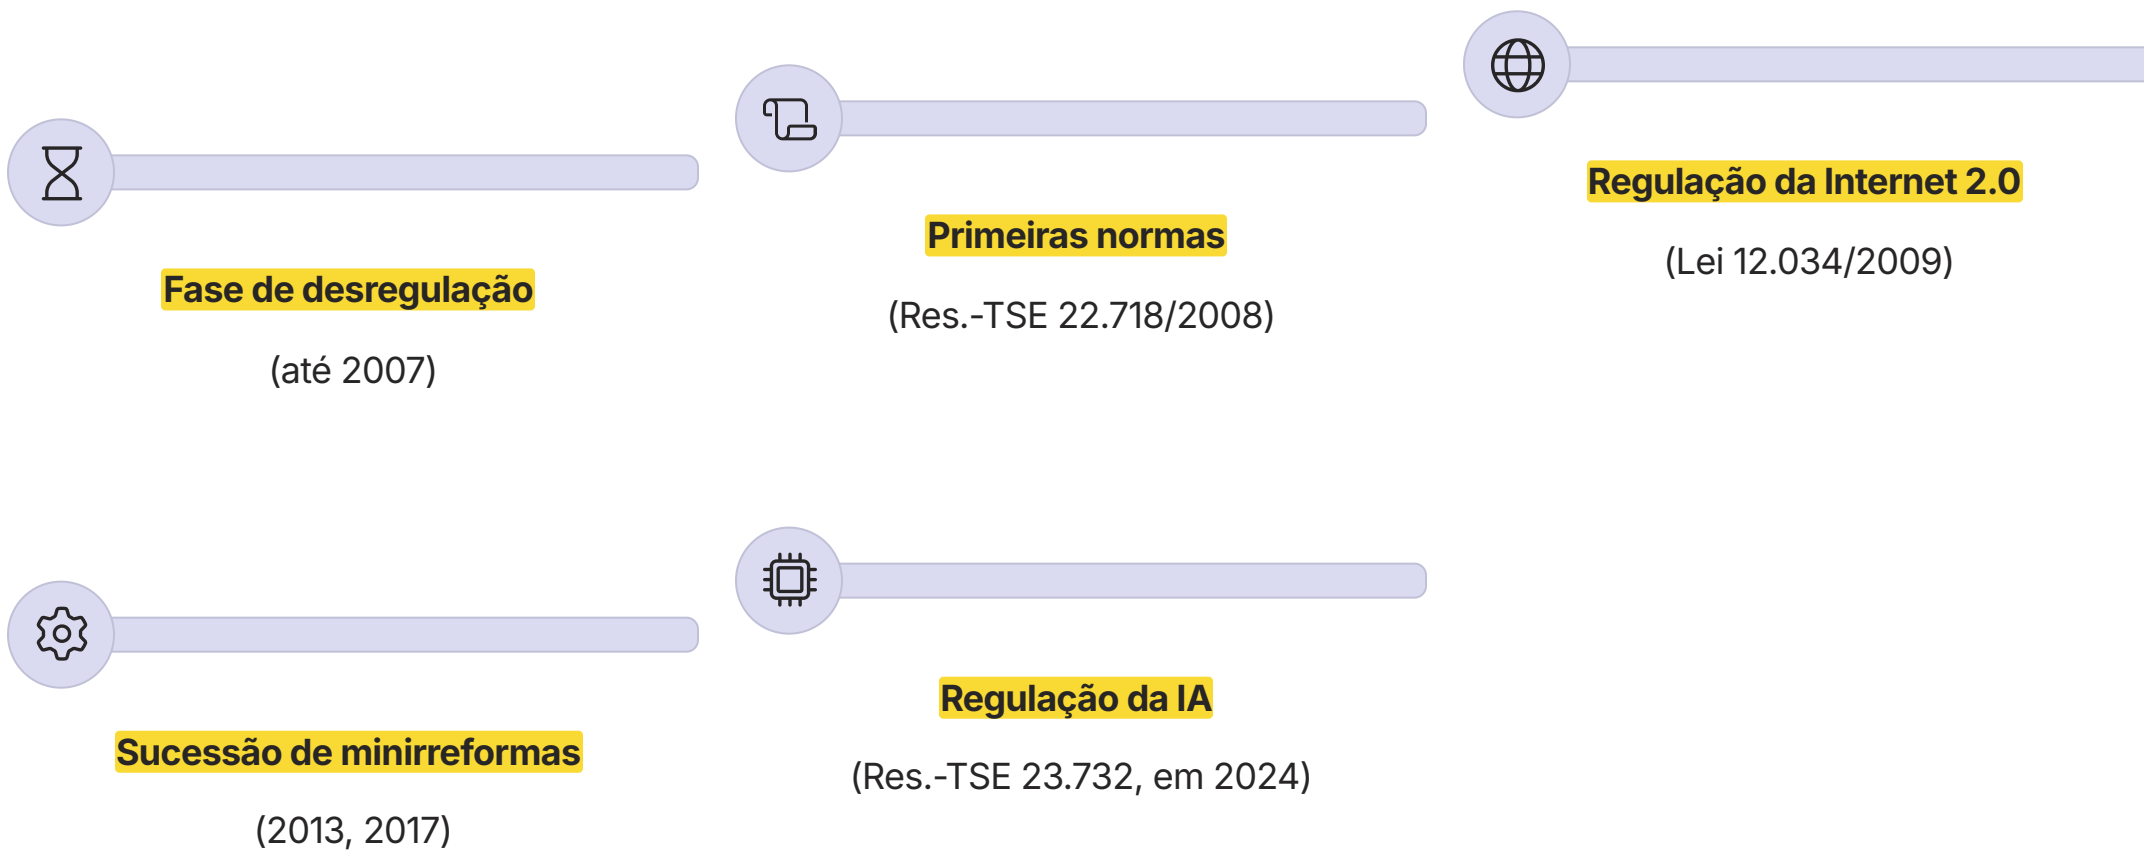 Fase de desregulação
(até 2007)
Primeiras normas
(Res.-TSE 22.718/2008)
Regulação da Internet 2.0
(Lei 12.034/2009)
Sucessão de minirreformas
(2013, 2017)
Regulação da IA
(Res.-TSE 23.732, em 2024)